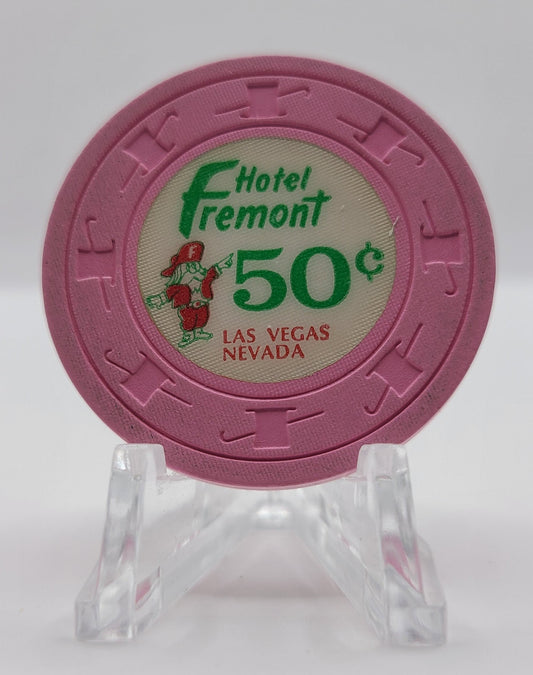 Hotel
Fremont
F
50¢
LAS VEGAS
NEVADA